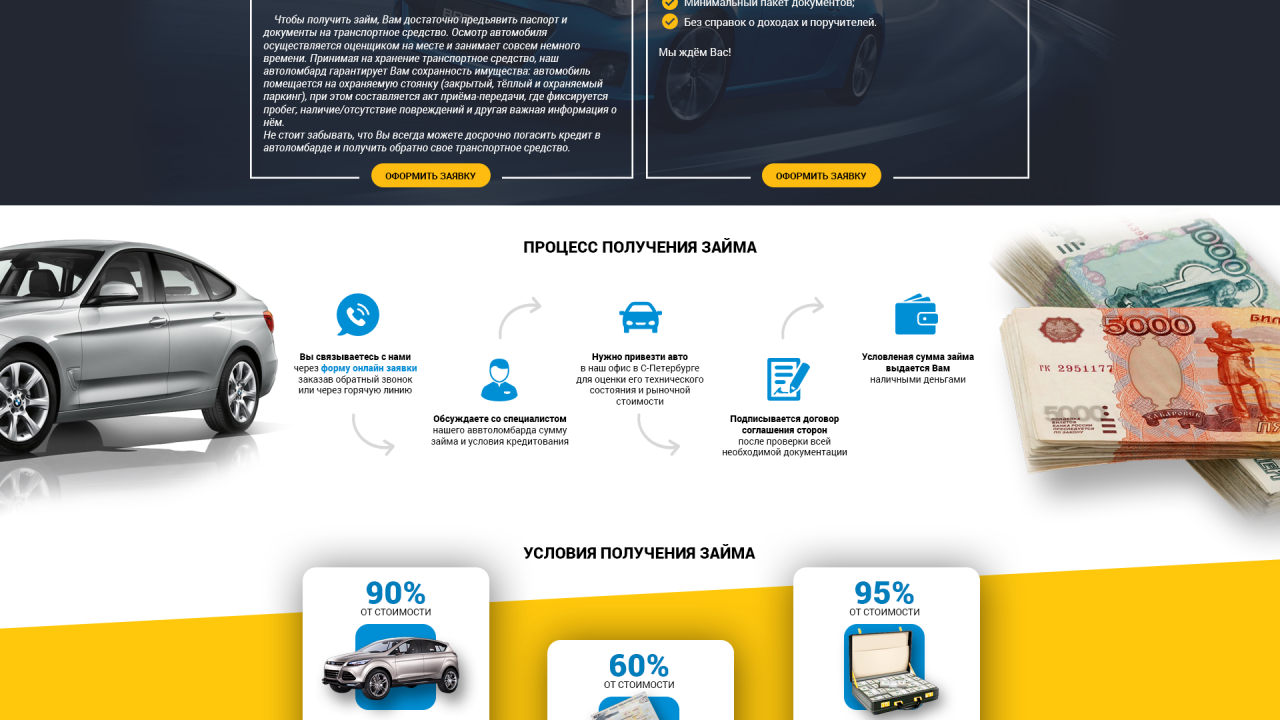 Чтобы получить займ, Вам достаточно предъявить паспорт и
документы на транспортное средство. Осмотр автомобиля
осуществляется оценщиком на месте и занимает совсем немного
времени. Принимая на хранение транспортное средство, наш
автоломбард гарантирует Вам сохранность имущества: автомобиль
помещается на охраняемую стоянку (закрытый, тёплый и охраняемый
паркинг), при этом составляется акт приёма-передачи, где фиксируется
пробег, наличие/отсутствие повреждений и другая важная информация о
нём.
Не стоит забывать, что Вы всегда можете досрочно погасить кредит в
автоломбарде и получить обратно свое транспортное средство.
ОФОРМИТЬ ЗАЯВКУ
Минимальный пакет документов;
Без справок о доходах и поручителей.
Мы ждём Вас!
ОФОРМИТЬ ЗАЯВКУ
ПРОЦЕСС ПОЛУЧЕНИЯ ЗАЙМА
Вы связываетесь с нами
через форму онлайн заявки
заказав обратный звонок
или через горячую линию
Обсуждаете со специалистом
нашего аввтоломбарда сумму
займа и условия кредитования
Нужно привезти авто
в наш офис в С-Петербурге
для оценки его технического
состояния и рыночной
стоимости
Подписывается договор
соглашения сторон
после проверки всей
необходимой документации
Условленая сумма займа
выдается Вам
наличными деньгами
1000
5000
ГК 2951177
5000
ХАБАРОВСК
УСЛОВИЯ ПОЛУЧЕНИЯ ЗАЙМА
90%
ОТ СТОИМОСТИ
60%
ОТ СТОИМОСТИ
95%
ОТ СТОИМОСТИ